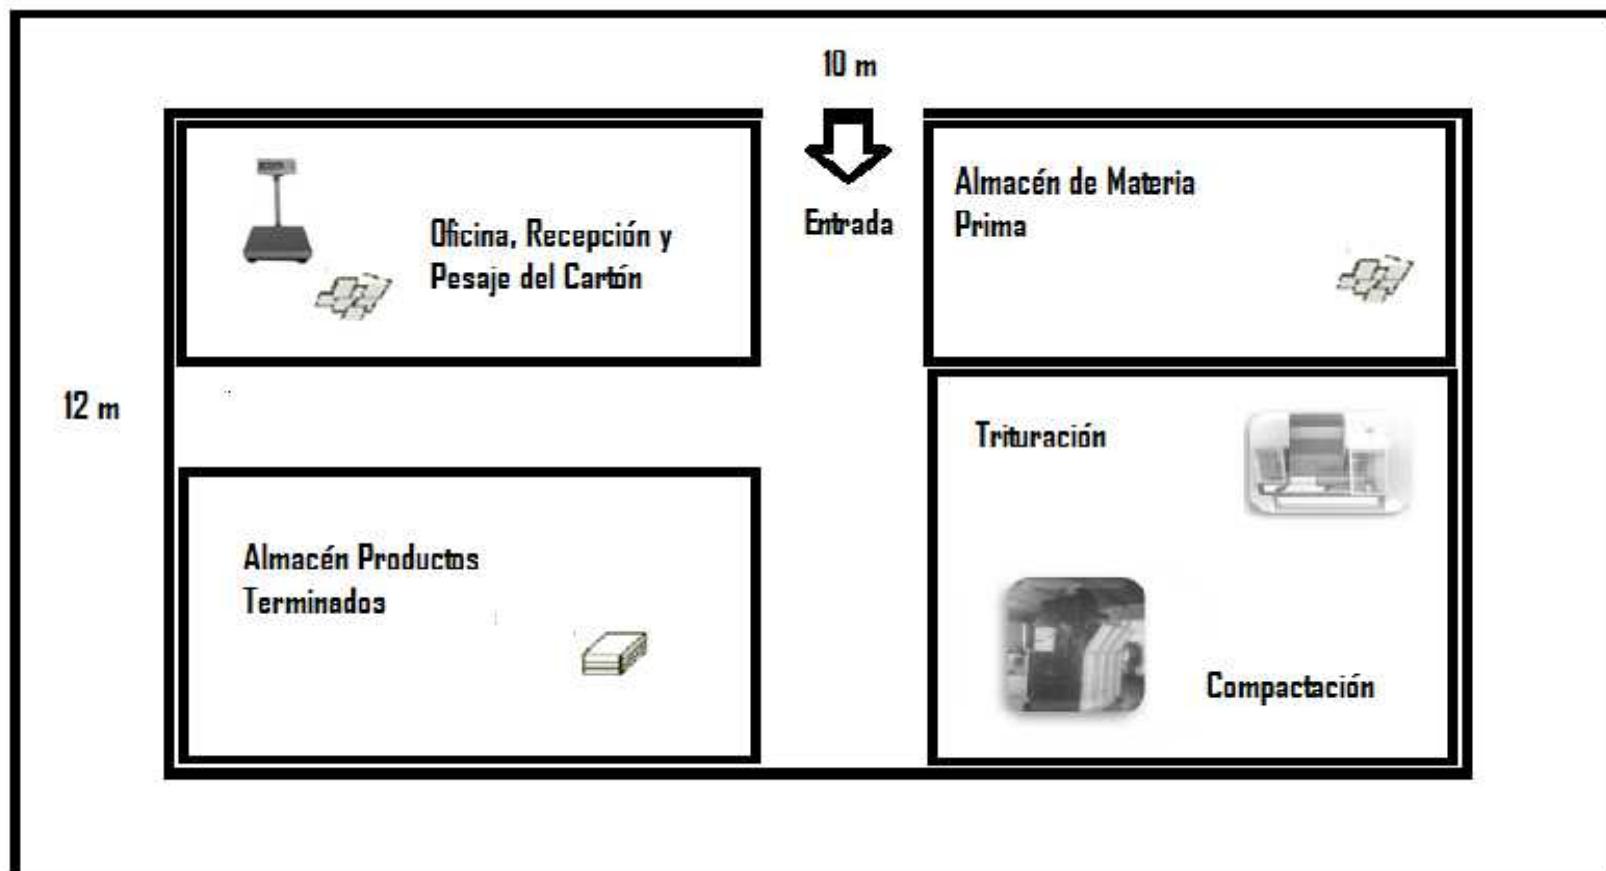 10 m
Entrada
Oficina, Recepción y
Pesaje del Cartón
Almacén de Materia
Prima
12 m
Trituración
Almacén Productos
Terminados
Compactación